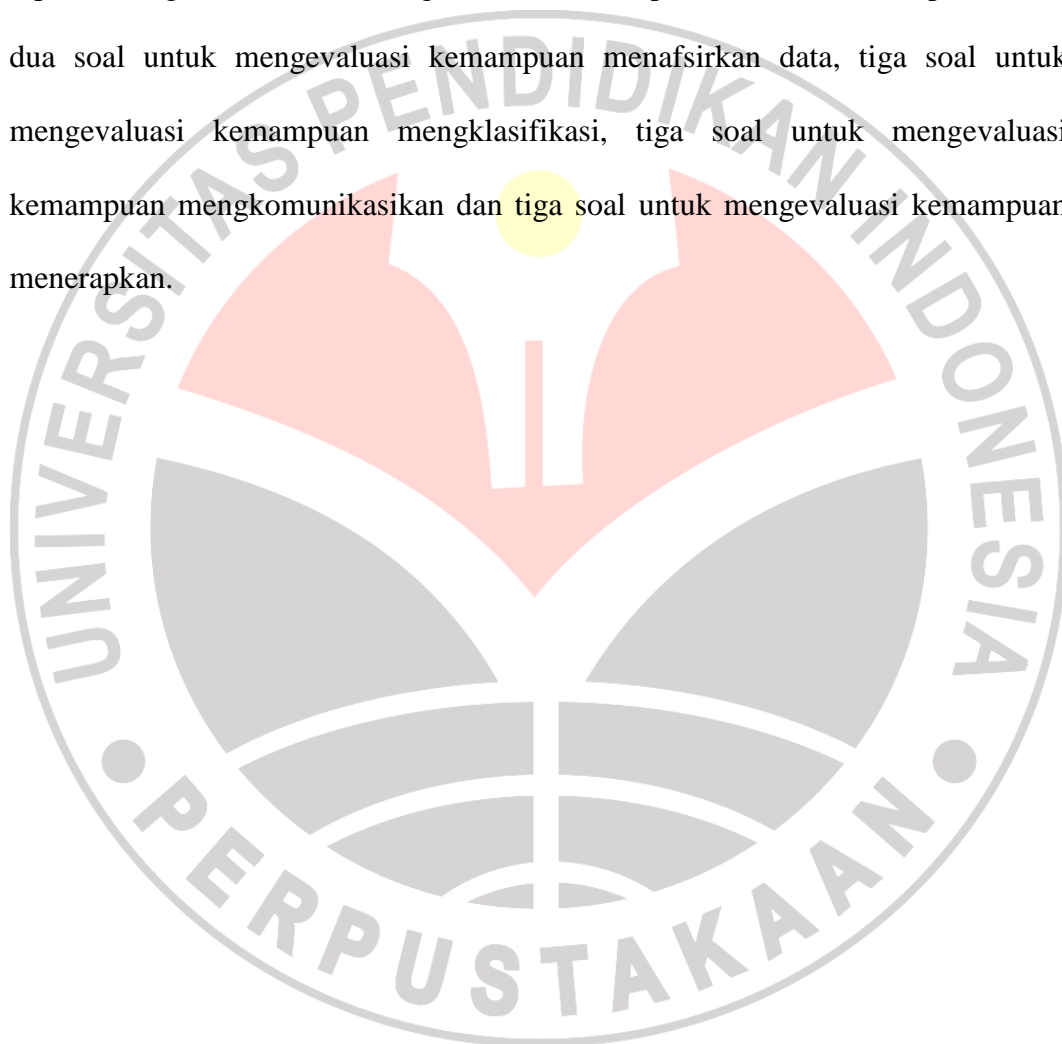 dua soal untuk mengevaluasi kemampuan menafsirkan data, tiga soal untuk
mengevaluasi kemampuan mengklasifikasi, tiga soal untuk mengevaluasi
kemampuan mengkomunikasikan dan tiga soal untuk mengevaluasi kemampuan
menerapkan.
UNIVERSITAS PENDIDIKAN INDONESIA
PERPUSTAKAAN